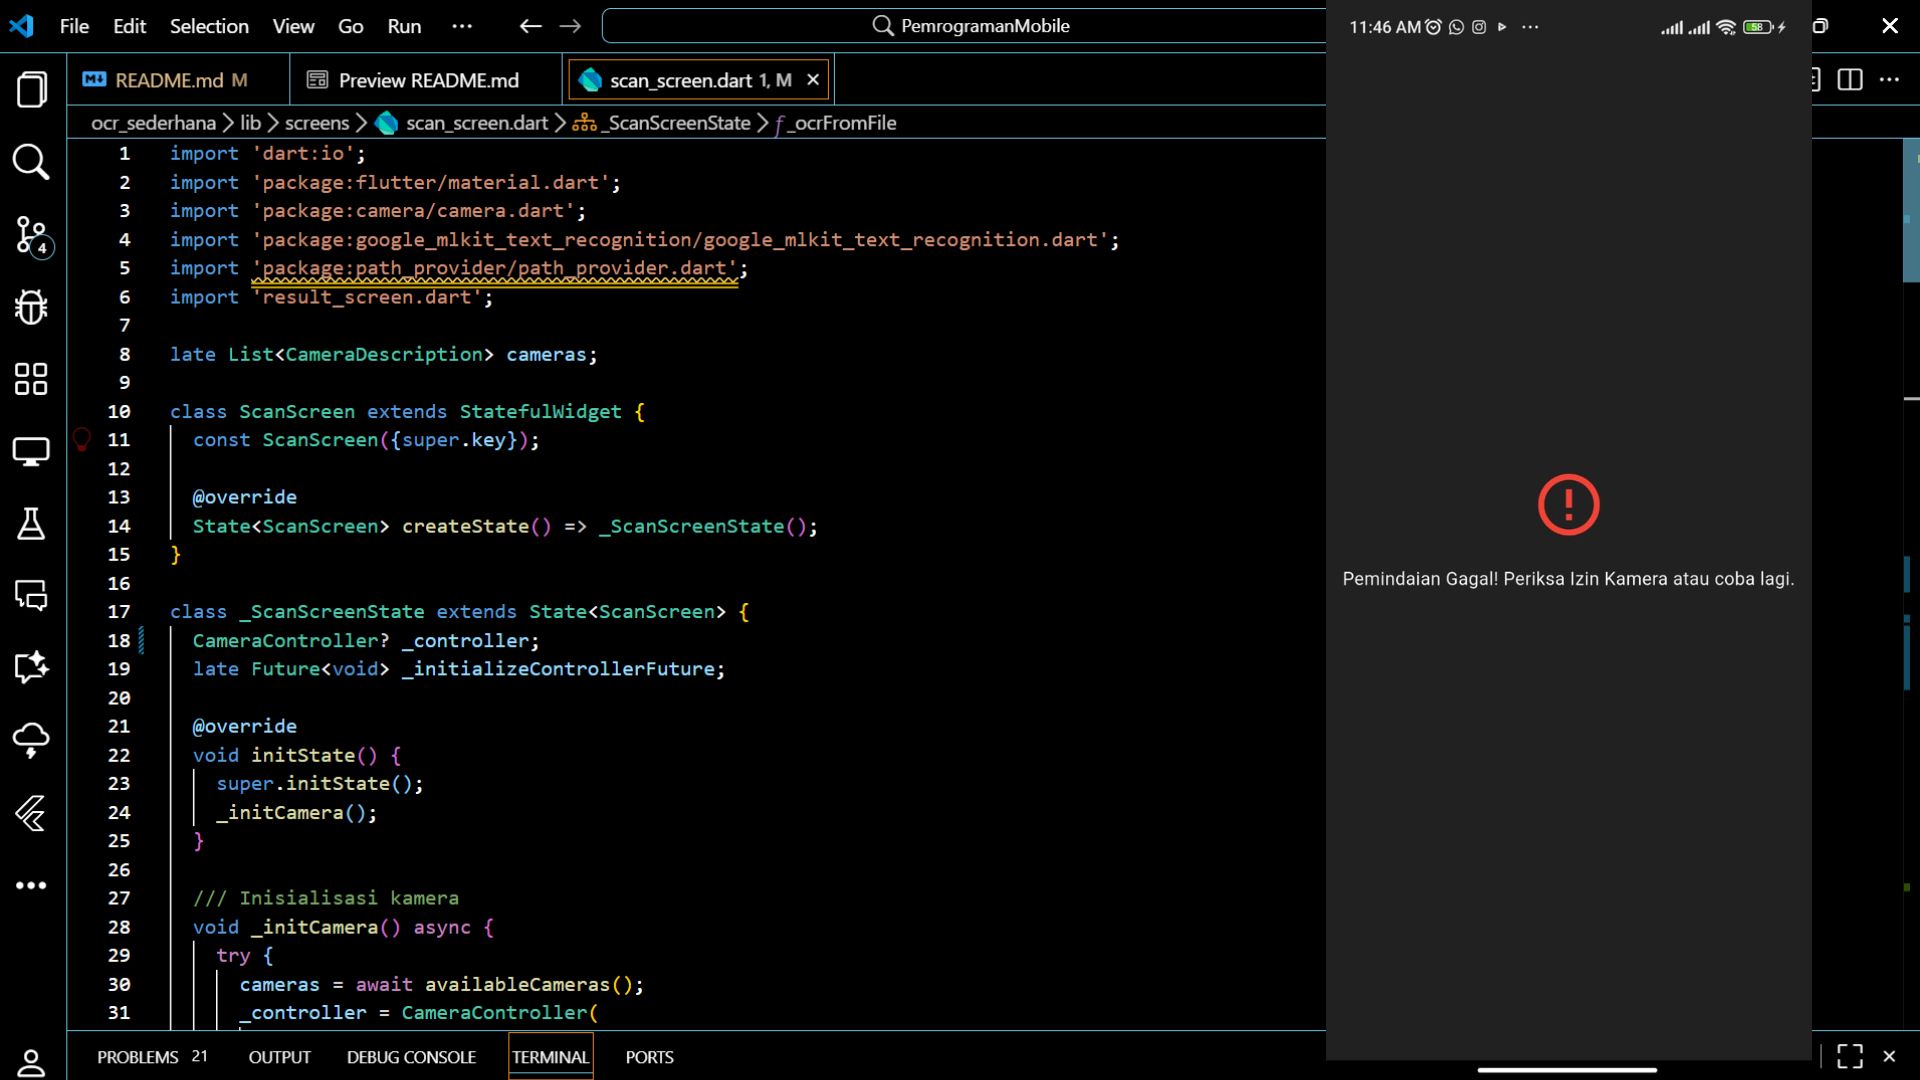 File Edit Selection View Go Run ··· PemrogramanMobile
README.md M Preview README.md scan_screen.dart 1, M
ocr_sederhana > lib > screens > scan_screen.dart > _ScanScreenState > _ocrFromFile
1 import 'dart:io';
2 import 'package:flutter/material.dart';
3 import 'package:camera/camera.dart';
4 import 'package:google_mlkit_text_recognition/google_mlkit_text_recognition.dart';
5 import 'package:path_provider/path_provider.dart';
6 import 'result_screen.dart';
7
8 late List<CameraDescription> cameras;
9
10 class ScanScreen extends StatefulWidget {
11 const ScanScreen({super.key});
12
13 @override
14 State<ScanScreen> createState() => _ScanScreenState();
15 }
16
17 class _ScanScreenState extends State<ScanScreen> {
18 CameraController? _controller;
19 late Future<void> _initializeControllerFuture;
20
21 @override
22 void initState() {
23 super.initState();
24 _initCamera();
25 }
26
27 /// Inisialisasi kamera
28 void _initCamera() async {
29 try {
30 cameras = await availableCameras();
31 _controller = CameraController(
4
PROBLEMS 21 OUTPUT DEBUG CONSOLE TERMINAL PORTS
11:46 AM ··· 58
Pemindaian Gagal! Periksa Izin Kamera atau coba lagi.